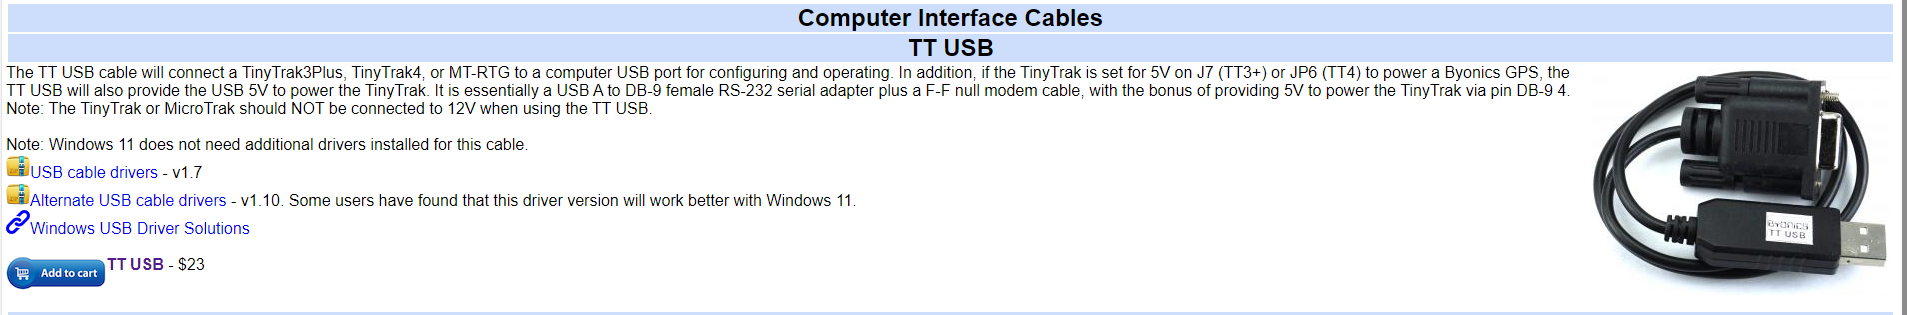 Computer Interface Cables
TT USB
The TT USB cable will connect a TinyTrak3Plus, TinyTrak4, or MT-RTG to a computer USB port for configuring and operating. In addition, if the TinyTrak is set for 5V on J7 (TT3+) or JP6 (TT4) to power a Byonics GPS, the
TT USB will also provide the USB 5V to power the TinyTrak. It is essentially a USB A to DB-9 female RS-232 serial adapter plus a F-F null modem cable, with the bonus of providing 5V to power the TinyTrak via pin DB-9 4.
Note: The TinyTrak or MicroTrak should NOT be connected to 12V when using the TT USB.
Note: Windows 11 does not need additional drivers installed for this cable.
USB cable drivers - v1.7
Alternate USB cable drivers - v1.10. Some users have found that this driver version will work better with Windows 11.
Windows USB Driver Solutions
Add to cart TT USB - $23
BYONICS
TT USB